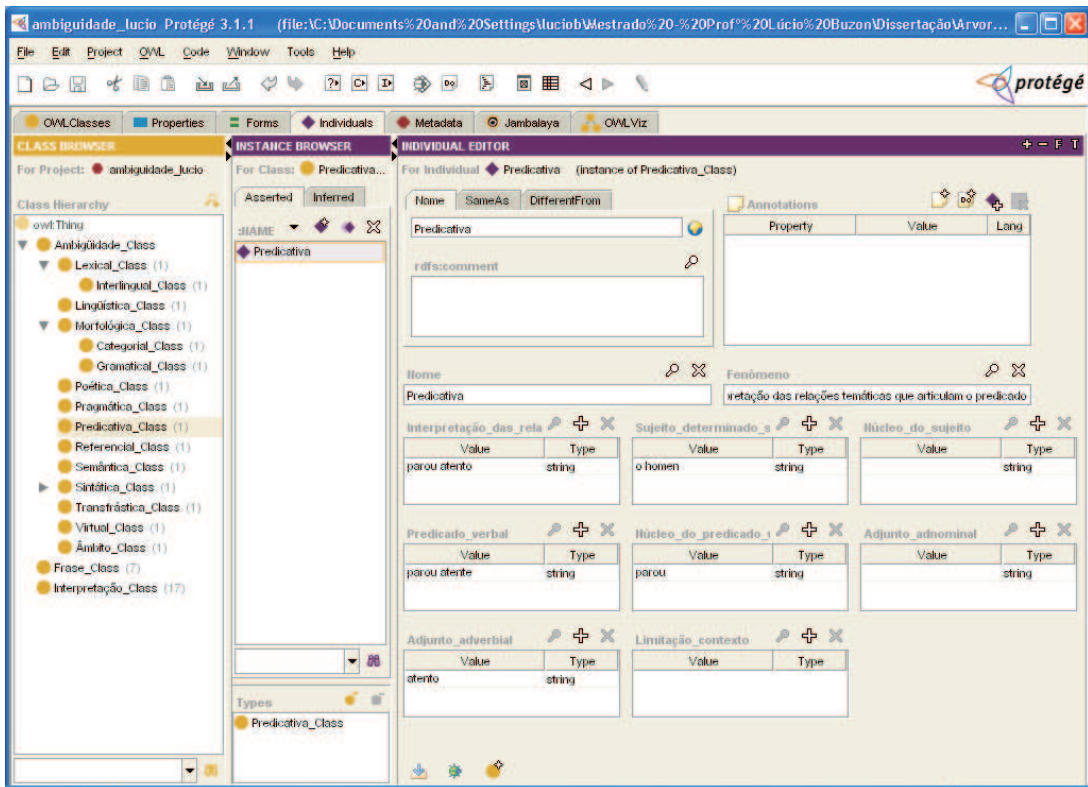 ambiguidade_lucio Protégé 3.1.1 (file:\C:\Documents%20and%20Settings\luciob\Mestrado%20-%20Profº%20Lúcio%20Buzon\Dissertação\Arvor...
File Edit Project OWL Code Window Tools Help
protégé
OWLClasses Properties Forms Individuals Metadata Jambalaya OWLViz
CLASS BROWSER
For Project: ambiguidade_lucio
Class Hierarchy
owl:Thing
Ambigüidade_Class
Lexical_Class (1)
Interlingual_Class (1)
Lingüística_Class (1)
Morfológica_Class (1)
Categorial_Class (1)
Gramatical_Class (1)
Poética_Class (1)
Pragmática_Class (1)
Predicativa_Class (1)
Referencial_Class (1)
Semântica_Class (1)
Sintática_Class (1)
Transfrástica_Class (1)
Virtual_Class (1)
Âmbito_Class (1)
Frase_Class (7)
Interpretação_Class (17)
INSTANCE BROWSER
For Class: Predicativa...
Asserted Inferred
:NAME
Predicativa
Types
Predicativa_Class
INDIVIDUAL EDITOR + - F T
For Individual Predicativa (instance of Predicativa_Class)
Name SameAs DifferentFrom
Predicativa
rdfs:comment
Annotations
Property Value Lang
Nome
Predicativa
Fenômeno
retação das relações temáticas que articulam o predicado
Interpretação_das_rela
Value Type
parou atento string
Sujeito_determinado_s
Value Type
o homen string
Núcleo_do_sujeito
Value Type
string
Predicado_verbal
Value Type
parou atente string
Núcleo_do_predicado_
Value Type
parou string
Adjunto_adnominal
Value Type
string
Adjunto_adverbial
Value Type
atento string
Limitação_contexto
Value Type